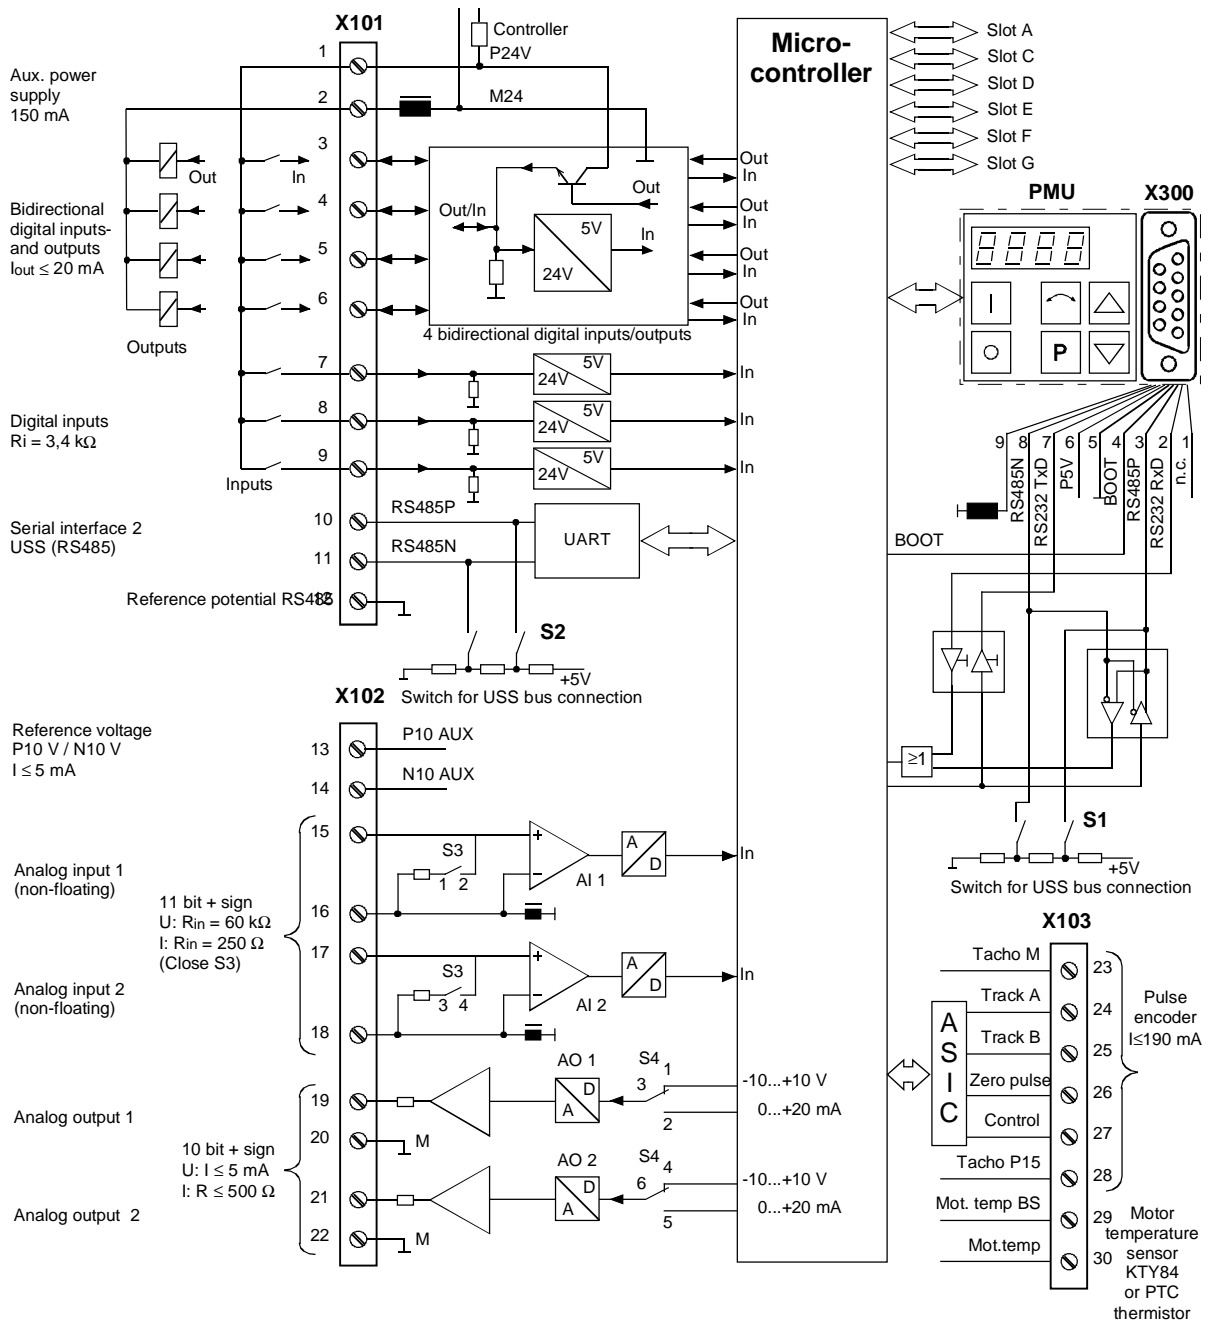 X101
Controller
P24V
Micro-
controller
Slot A
Slot C
Slot D
Slot E
Slot F
Slot G
1
Aux. power
supply
150 mA
2
M24
3
Out
In
4
Bidirectional
digital inputs-
and outputs
Iout ≤ 20 mA
5
6
Outputs
Out/In
Out
In
5V
24V
4 bidirectional digital inputs/outputs
Out
In
Out
In
Out
In
Out
In
PMU
X300
P
7
5V
24V
In
8
5V
24V
In
Digital inputs
Ri = 3,4 kΩ
9
5V
24V
In
Inputs
9 8 7 6 5 4 3 2 1
RS485N
RS232 TxD
P5V
BOOT
RS485P
RS232 RxD
n.c.
BOOT
Serial interface 2
USS (RS485)
10
RS485P
11
RS485N
UART
Reference potential RS485
12
S2
+5V
Switch for USS bus connection
≥1
S1
+5V
Switch for USS bus connection
X102
Reference voltage
P10 V / N10 V
I ≤ 5 mA
13
P10 AUX
14
N10 AUX
15
S3
1 2
AI 1
A
D
In
Analog input 1
(non-floating)
16
11 bit + sign
U: Rin = 60 kΩ
I: Rin = 250 Ω
(Close S3)
17
S3
3 4
AI 2
A
D
In
Analog input 2
(non-floating)
18
19
AO 1
D
A
S4
1
3
2
-10...+10 V
0...+20 mA
Analog output 1
20
M
10 bit + sign
U: I ≤ 5 mA
I: R ≤ 500 Ω
21
AO 2
D
A
S4
4
6
5
-10...+10 V
0...+20 mA
Analog output 2
22
M
X103
Tacho M
23
Track A
24
Track B
25
Zero pulse
26
Control
27
Tacho P15
28
Mot. temp BS
29
Mot.temp
30
ASIC
Pulse
encoder
I≤190 mA
Motor
temperature
sensor
KTY84
or PTC
thermistor